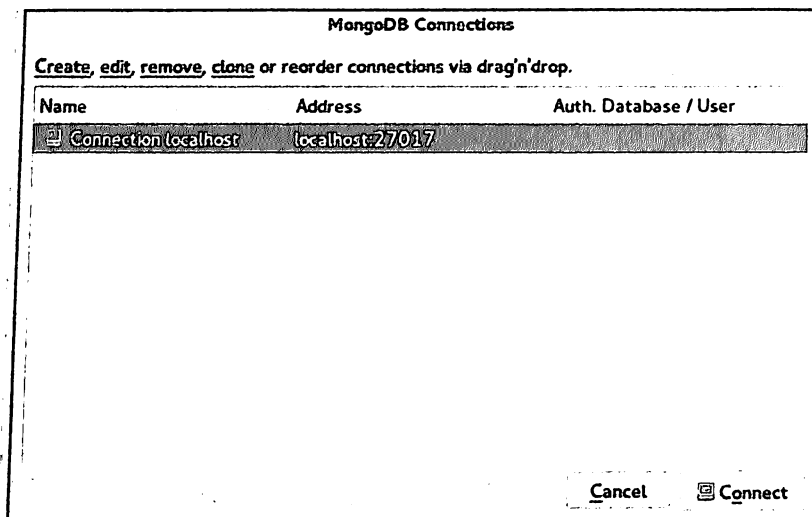 MongoDB Connections
Create, edit, remove, clone or reorder connections via drag'n'drop.
Name Address Auth. Database / User
Connection localhost localhost:27017
Cancel Connect